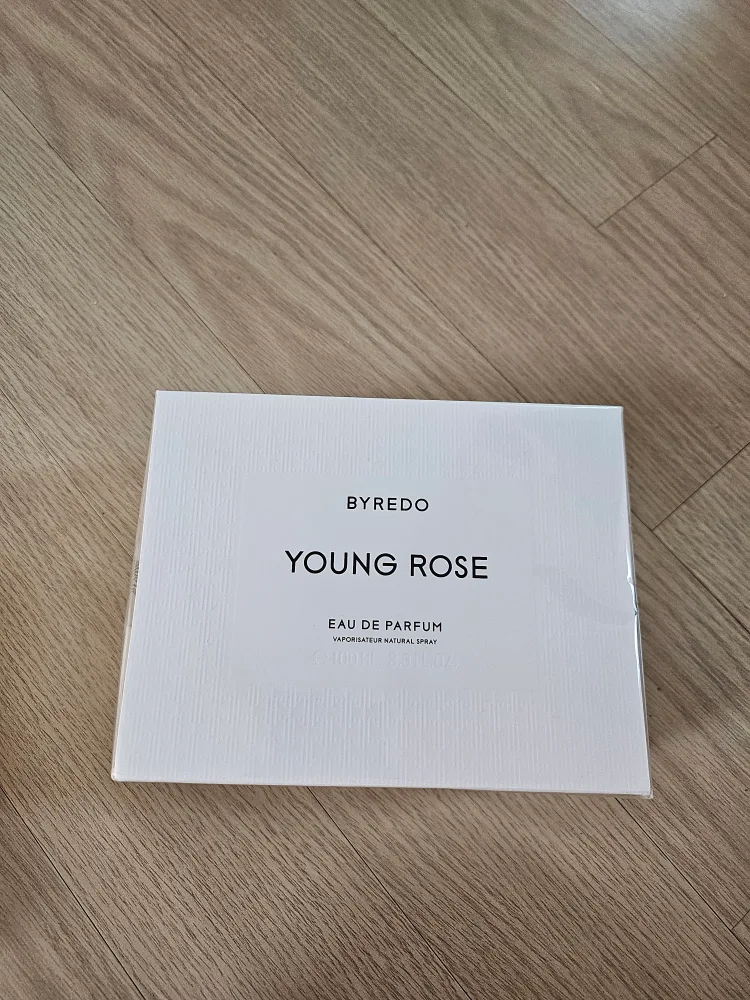 BYREDO
YOUNG ROSE
EAU DE PARFUM
VAPORISATEUR NATURAL SPRAY